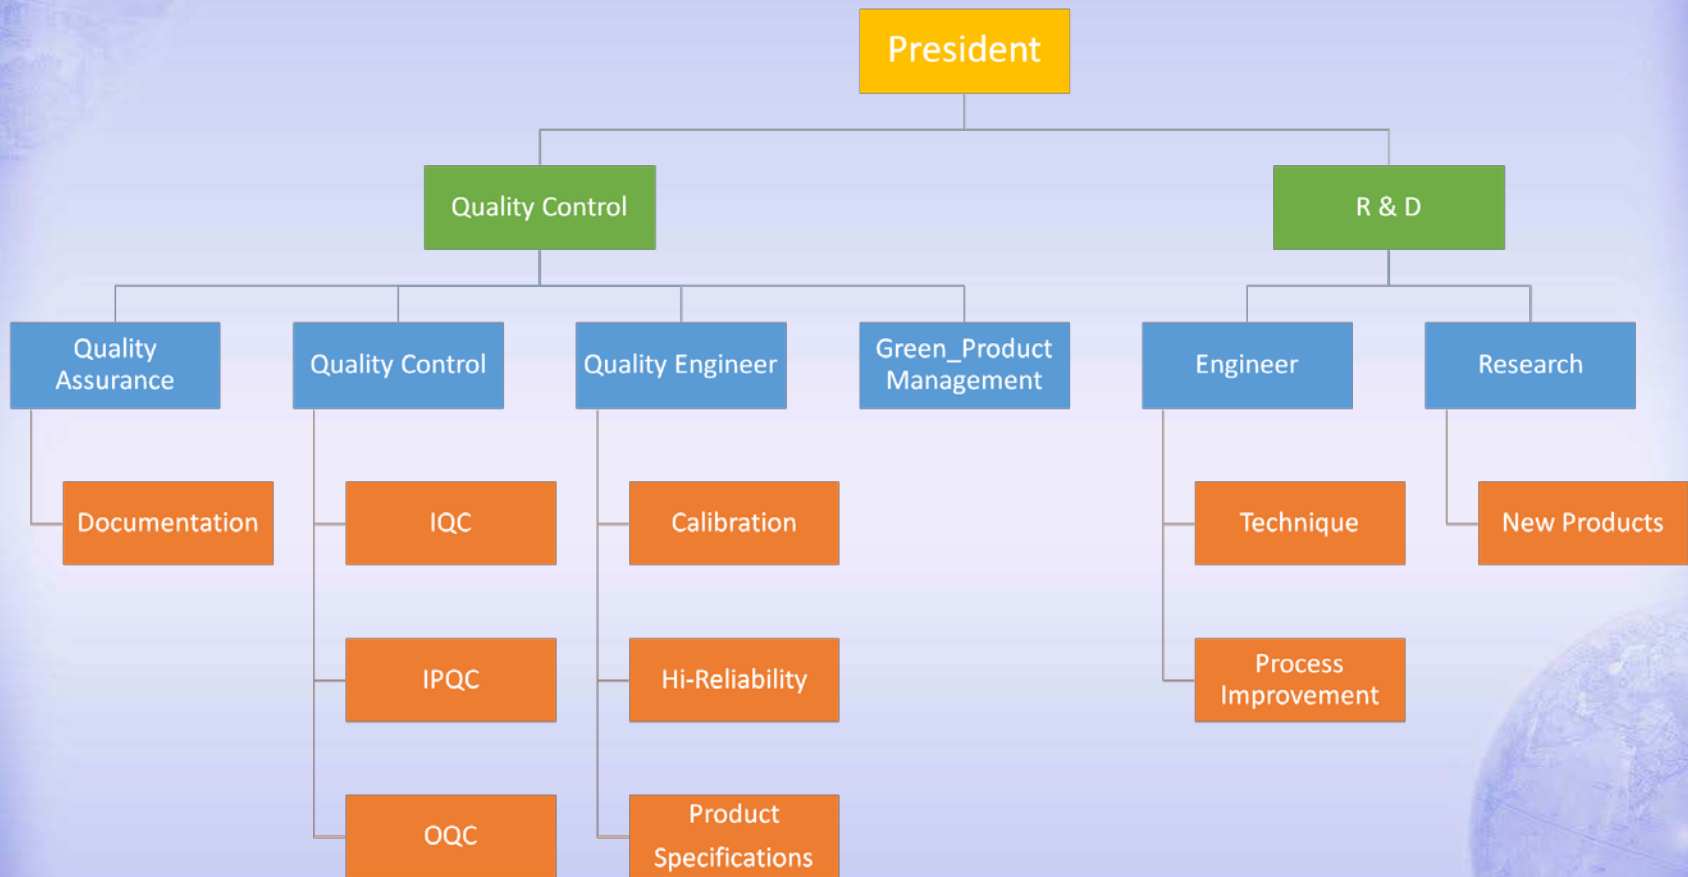 President
Quality Control
R & D
Quality
Assurance
Quality Control
Quality Engineer
Green_Product
Management
Engineer
Research
Documentation
IQC
Calibration
Technique
New Products
IPQC
Hi-Reliability
Process
Improvement
OQC
Product
Specifications